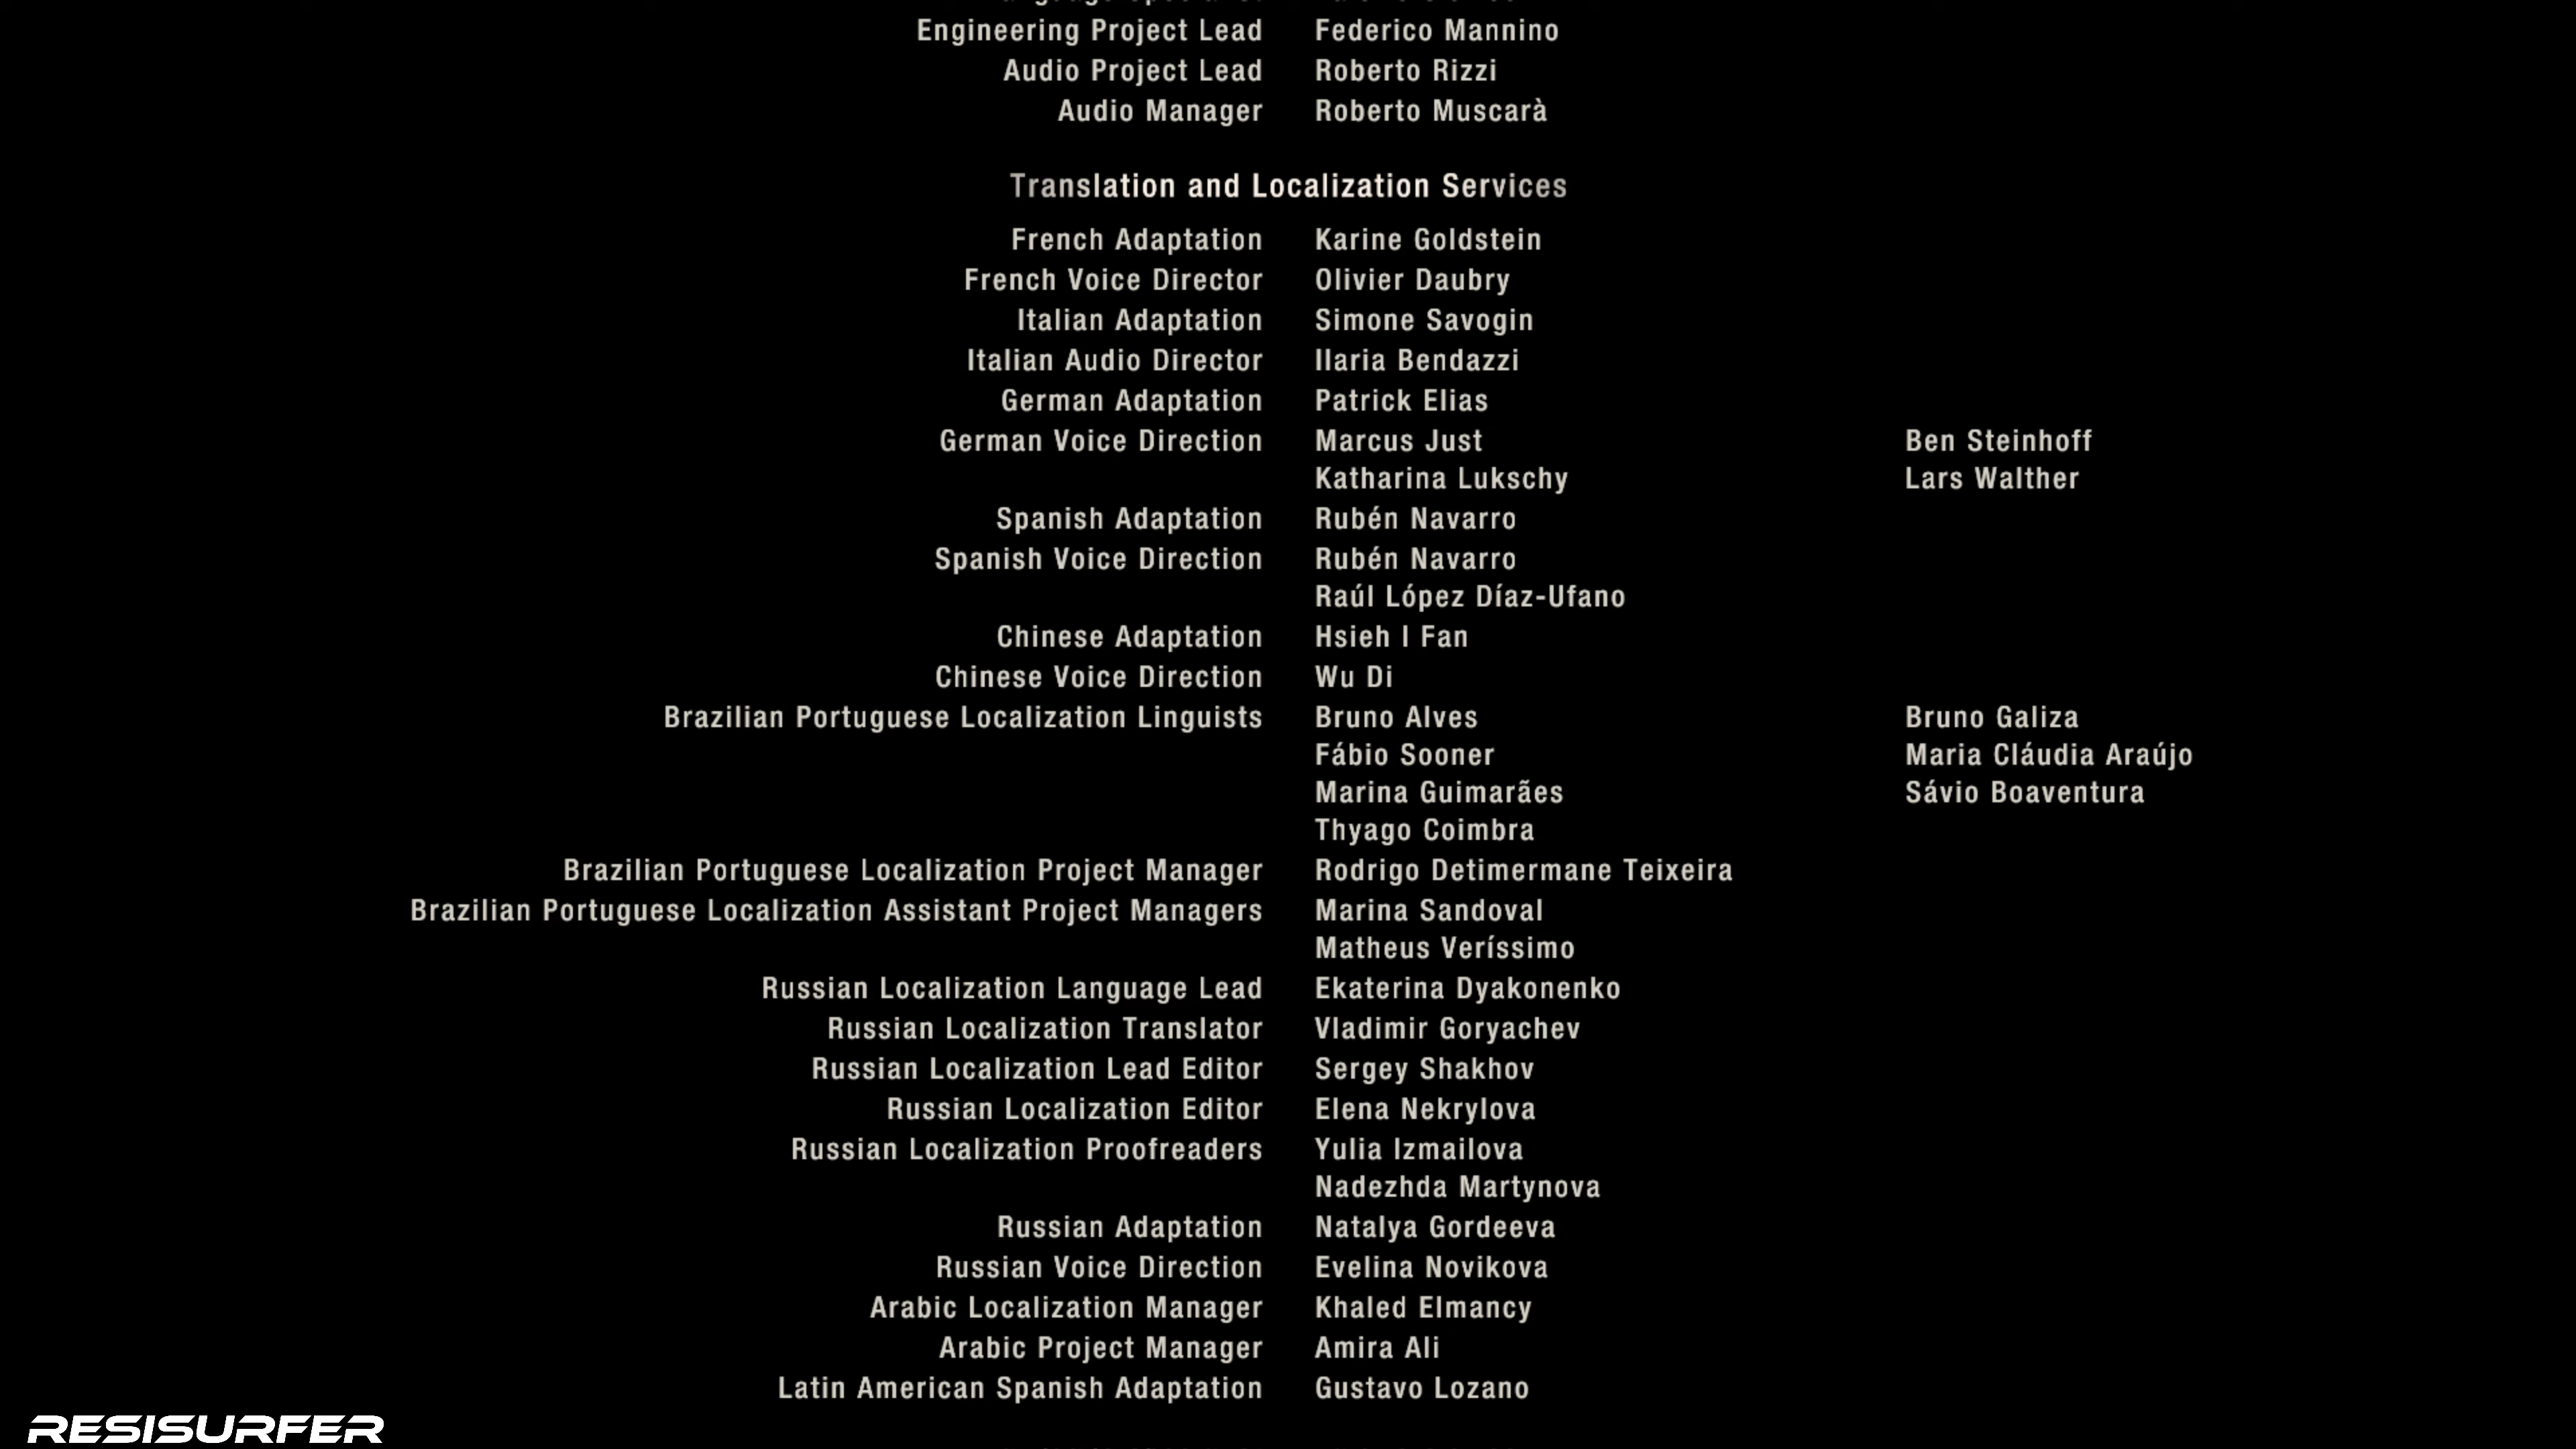 Engineering Project Lead Federico Mannino
Audio Project Lead Roberto Rizzi
Audio Manager Roberto Muscarà
Translation and Localization Services
French Adaptation Karine Goldstein
French Voice Director Olivier Daubry
Italian Adaptation Simone Savogin
Italian Audio Director Ilaria Bendazzi
German Adaptation Patrick Elias
German Voice Direction Marcus Just Ben Steinhoff
Katharina Lukschy Lars Walther
Spanish Adaptation Rubén Navarro
Spanish Voice Direction Rubén Navarro
Raúl López Díaz-Ufano
Chinese Adaptation Hsieh I Fan
Chinese Voice Direction Wu Di
Brazilian Portuguese Localization Linguists Bruno Alves Bruno Galiza
Fábio Sooner Maria Cláudia Araújo
Marina Guimarães Sávio Boaventura
Thyago Coimbra
Brazilian Portuguese Localization Project Manager Rodrigo Detimermane Teixeira
Brazilian Portuguese Localization Assistant Project Managers Marina Sandoval
Matheus Veríssimo
Russian Localization Language Lead Ekaterina Dyakonenko
Russian Localization Translator Vladimir Goryachev
Russian Localization Lead Editor Sergey Shakhov
Russian Localization Editor Elena Nekrylova
Russian Localization Proofreaders Yulia Izmailova
Nadezhda Martynova
Russian Adaptation Natalya Gordeeva
Russian Voice Direction Evelina Novikova
Arabic Localization Manager Khaled Elmancy
Arabic Project Manager Amira Ali
Latin American Spanish Adaptation Gustavo Lozano
RESISURFER